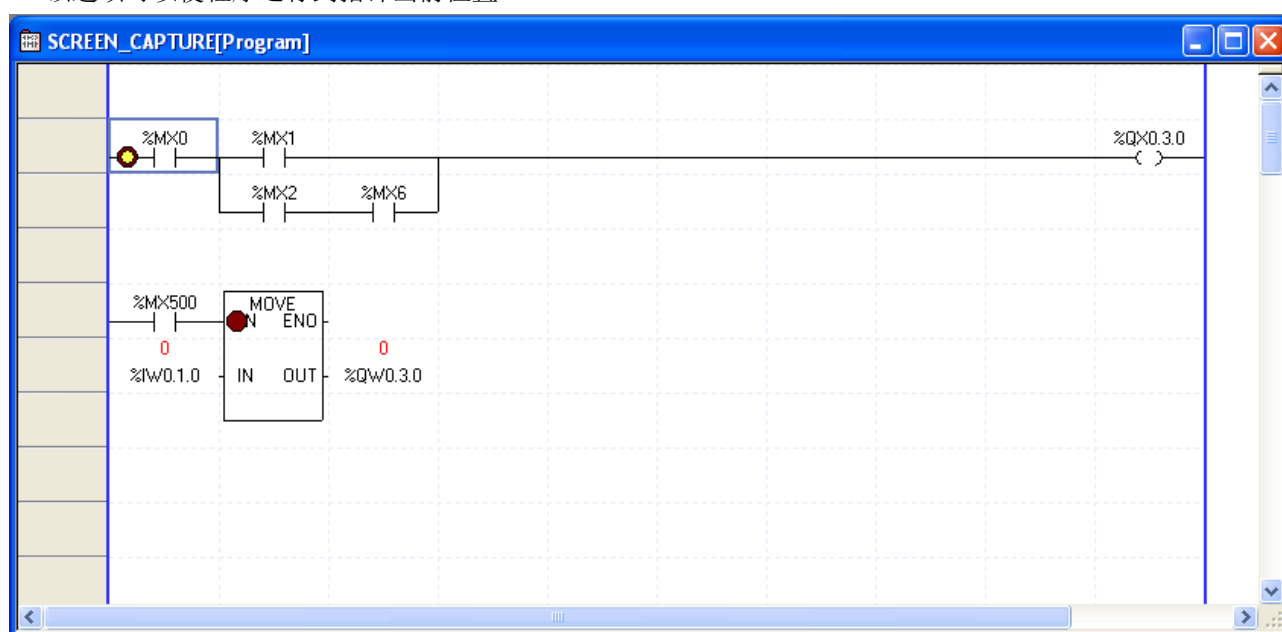 SCREEN_CAPTURE[Program]
%MX0 %MX1 %QX0.3.0
%MX2 %MX6
%MX500 MOVE
N ENO
0 0
%IW0.1.0 IN OUT %QW0.3.0